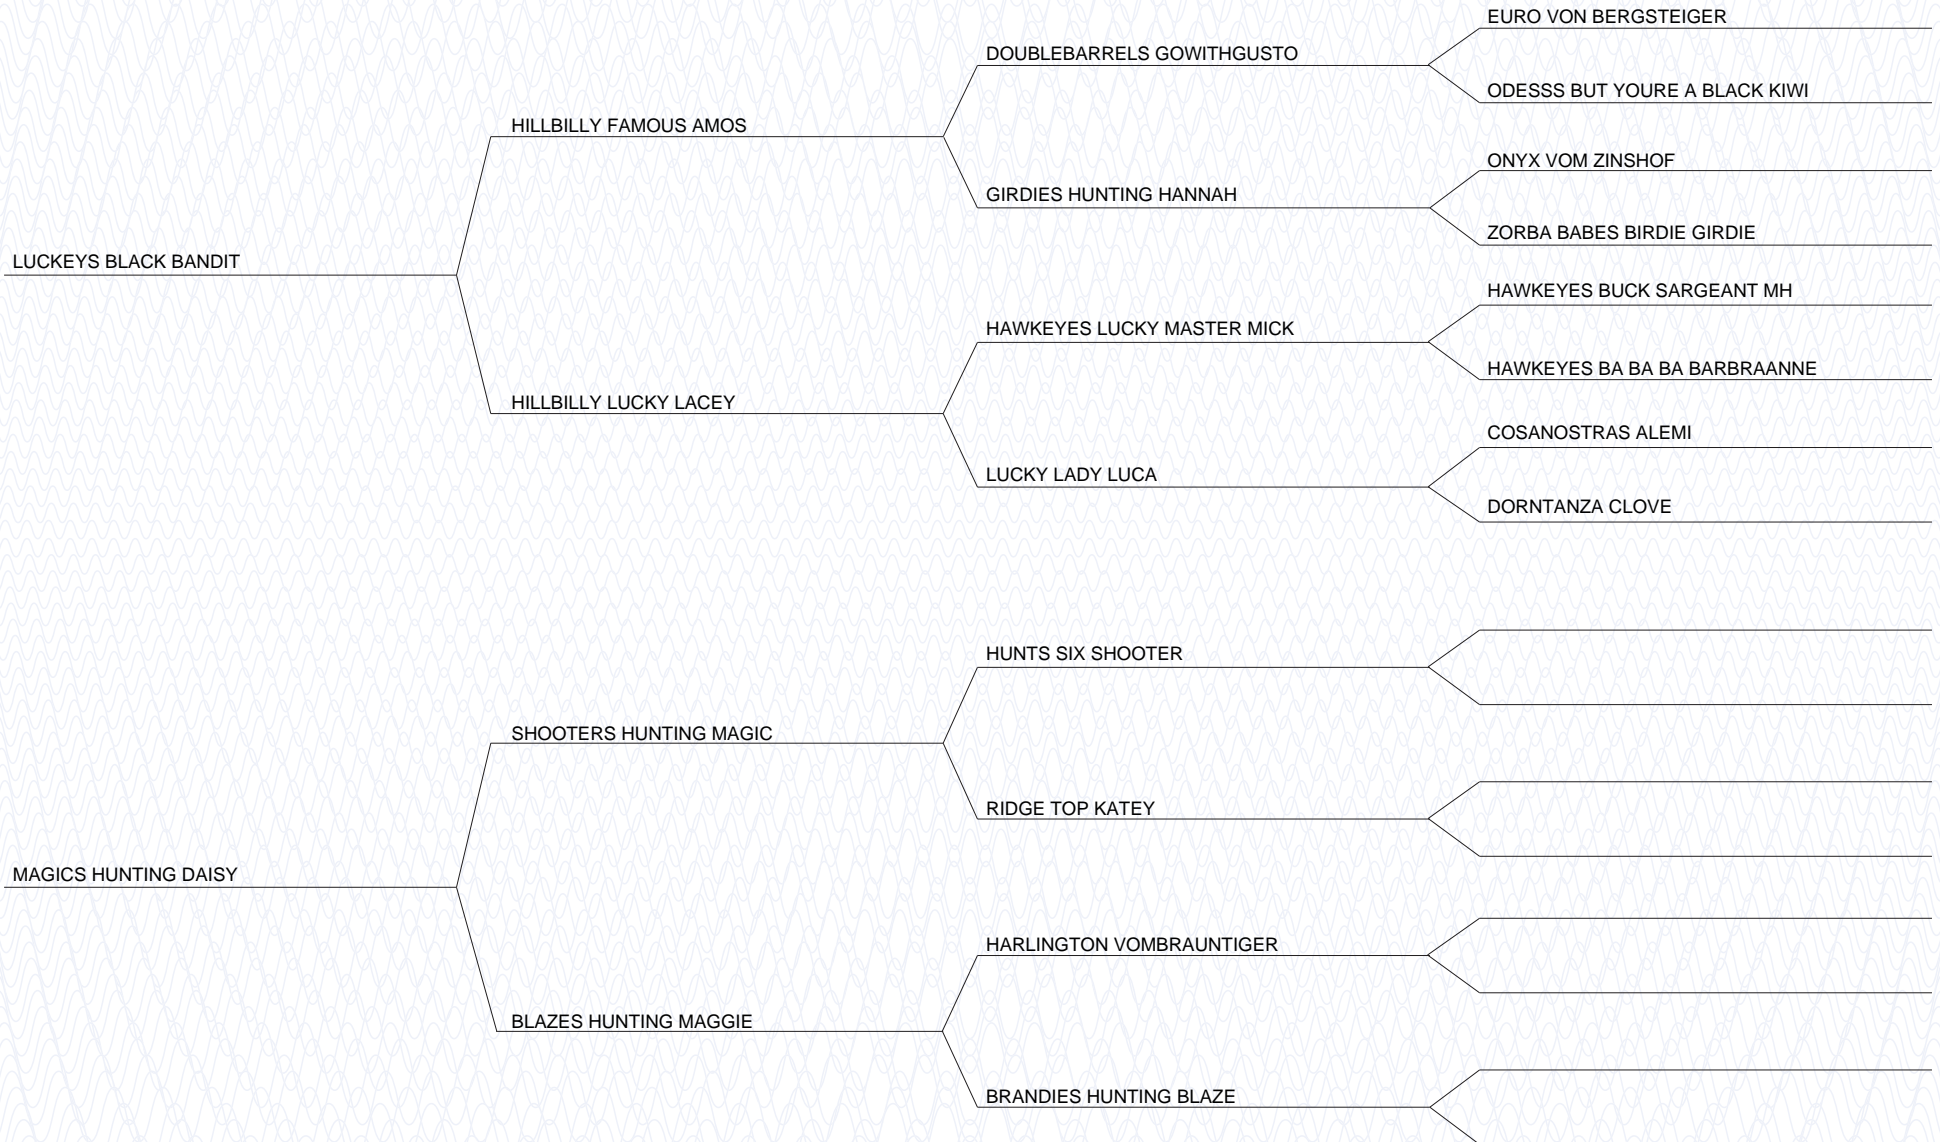 EURO VON BERGSTEIGER
DOUBLEBARRELS GOWITHGUSTO
ODESSS BUT YOURE A BLACK KIWI
HILLBILLY FAMOUS AMOS
ONYX VOM ZINSHOF
GIRDIES HUNTING HANNAH
ZORBA BABES BIRDIE GIRDIE
LUCKEYS BLACK BANDIT
HAWKEYES BUCK SARGEANT MH
HAWKEYES LUCKY MASTER MICK
HAWKEYES BA BA BA BARBRAANNE
HILLBILLY LUCKY LACEY
COSANOSTRAS ALEMI
LUCKY LADY LUCA
DORNTANZA CLOVE
HUNTS SIX SHOOTER
SHOOTERS HUNTING MAGIC
RIDGE TOP KATEY
MAGICS HUNTING DAISY
HARLINGTON VOMBRAUNTIGER
BLAZES HUNTING MAGGIE
BRANDIES HUNTING BLAZE